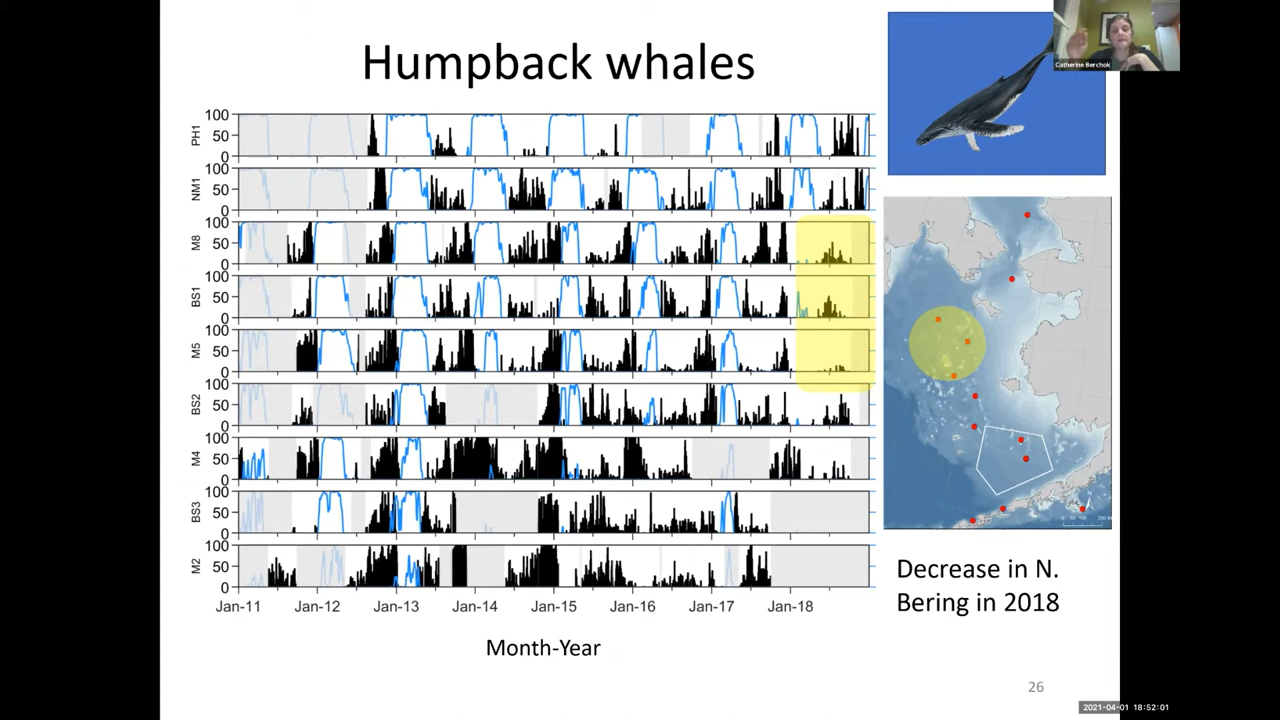 Humpback whales
Catherine Berchok
PH1
100
50
0
NM1
100
50
0
M8
100
50
0
BS1
100
50
0
M5
100
50
0
BS2
100
50
0
M4
100
50
0
BS3
100
50
0
M2
100
50
0
Jan-11 Jan-12 Jan-13 Jan-14 Jan-15 Jan-16 Jan-17 Jan-18
Month-Year
Decrease in N.
Bering in 2018
26
2021-04-01 18:52:01